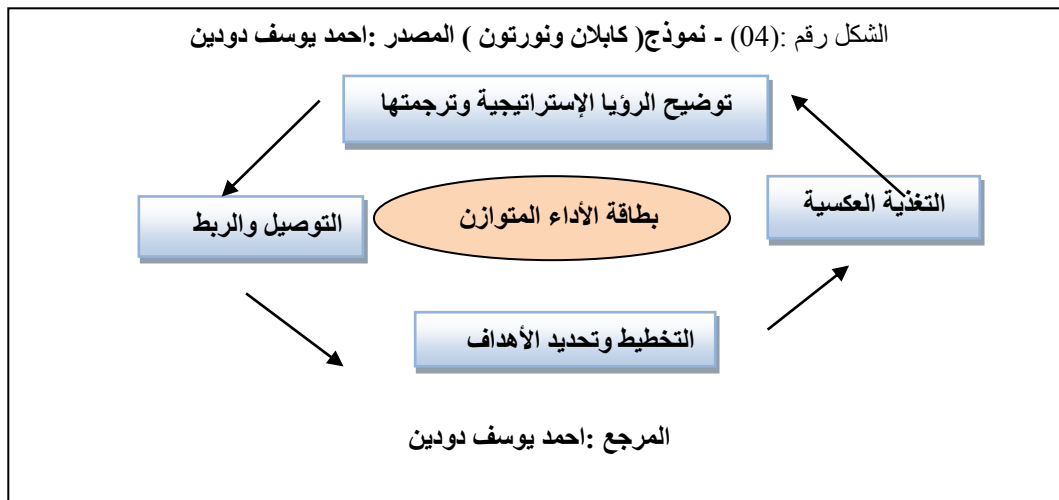 الشكل رقم :(04) - نموذج( كابلان ونورتون ) المصدر :احمد يوسف دودين
توضيح الرؤيا الإستراتيجية وترجمتها
التغذية العكسية
بطاقة الأداء المتوازن
التوصيل والربط
التخطيط وتحديد الأهداف
المرجع :احمد يوسف دودين